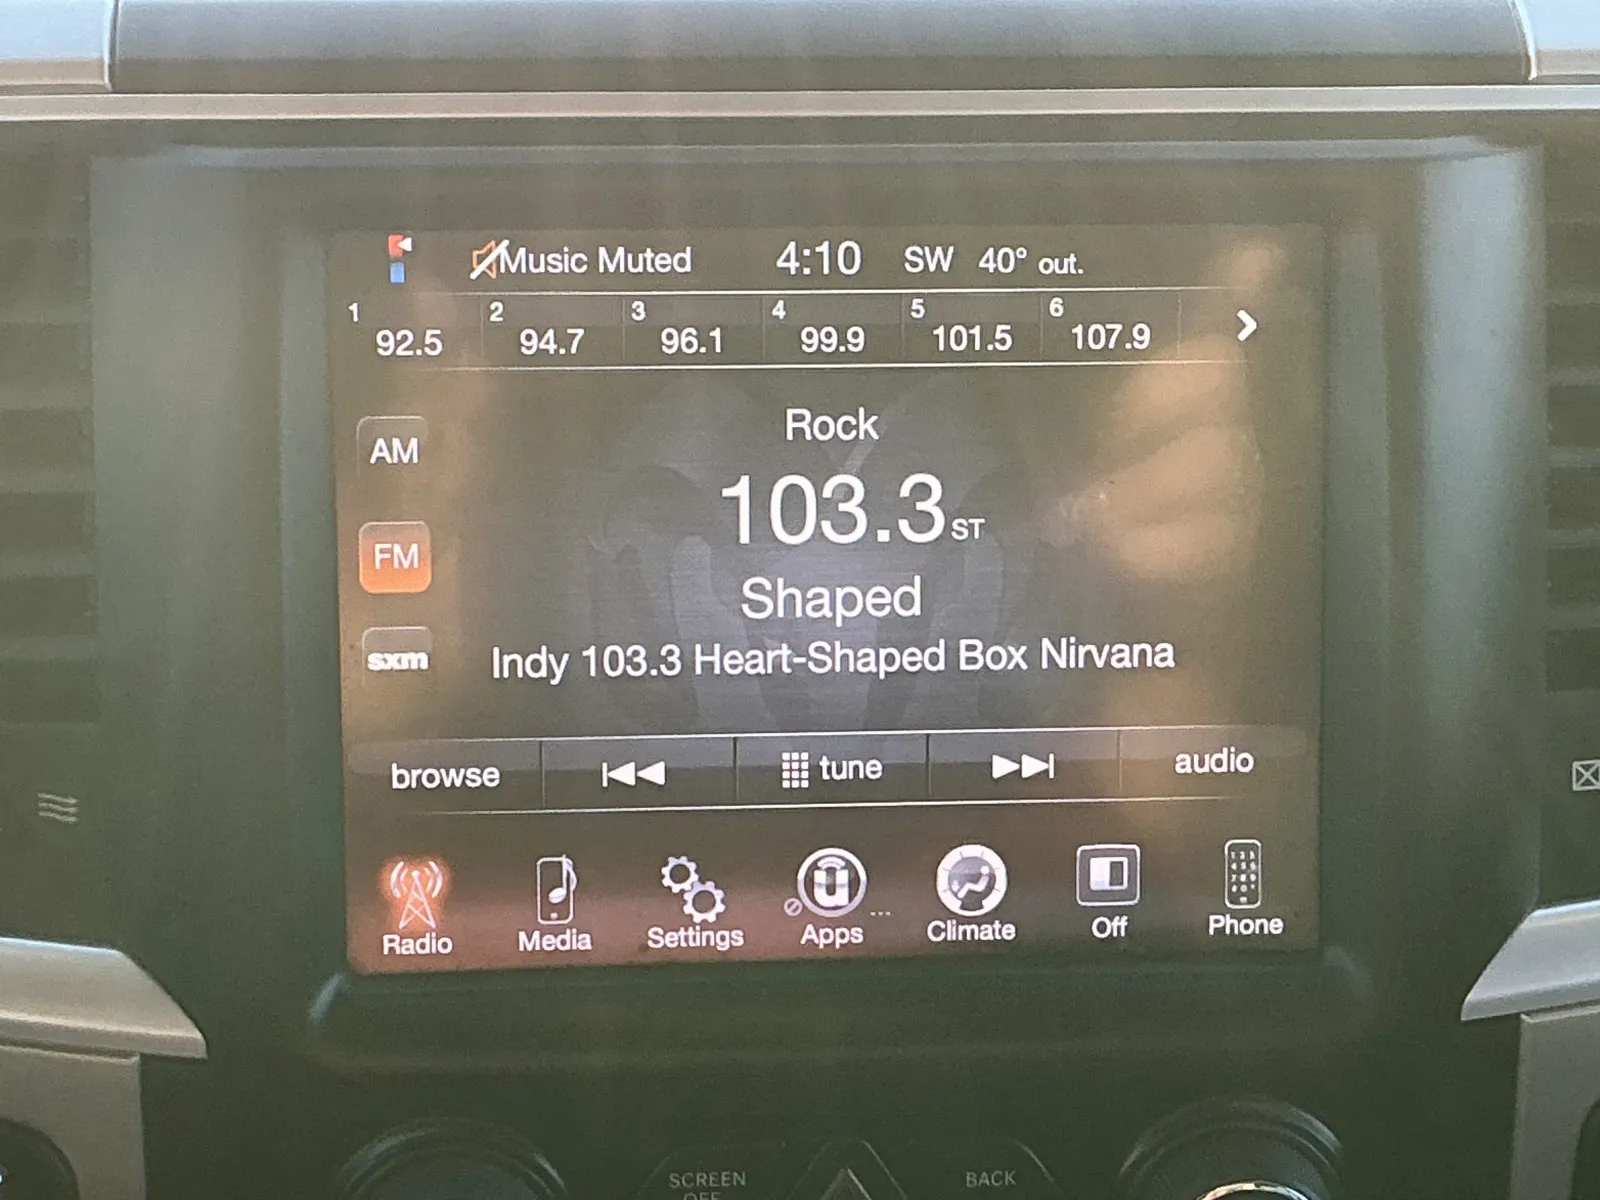 Music Muted 4:10 SW 40° out.
1 2 3 4 5 6
92.5 94.7 96.1 99.9 101.5 107.9
Rock
AM
103.3 ST
FM
Shaped
sxm
Indy 103.3 Heart-Shaped Box Nirvana
browse tune audio
Radio Media Settings Apps Climate Off Phone
SCREEN BACK
OFF